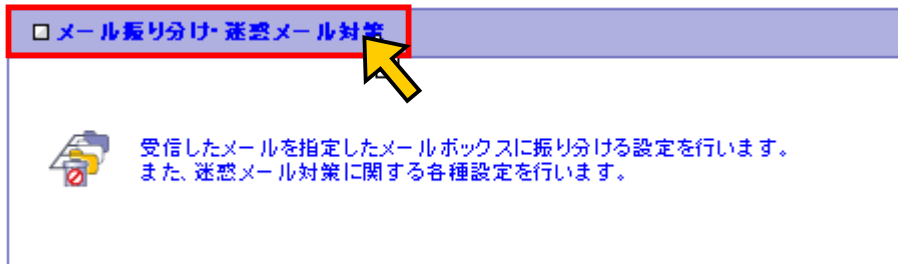 □メール振り分け・迷惑メール対策
受信したメールを指定したメールボックスに振り分ける設定を行います。
また、迷惑メール対策に関する各種設定を行います。